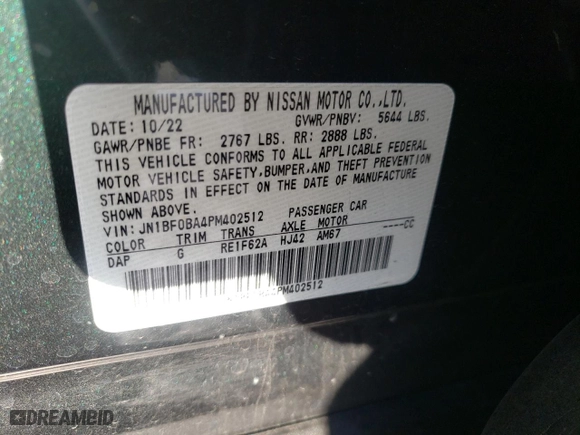 MANUFACTURED BY NISSAN MOTOR CO.,LTD.
DATE: 10/22 GVWR/PNBV: 5644 LBS.
GAWR/PNBE FR: 2767 LBS. RR: 2888 LBS.
THIS VEHICLE CONFORMS TO ALL APPLICABLE FEDERAL
MOTOR VEHICLE SAFETY,BUMPER,AND THEFT PREVENTION
STANDARDS IN EFFECT ON THE DATE OF MANUFACTURE
SHOWN ABOVE.
VIN: JN1BF0BA4PM402512 PASSENGER CAR
COLOR TRIM TRANS AXLE MOTOR ----CC
DAP G RE1F62A HJ42 AM67
DREAMBID